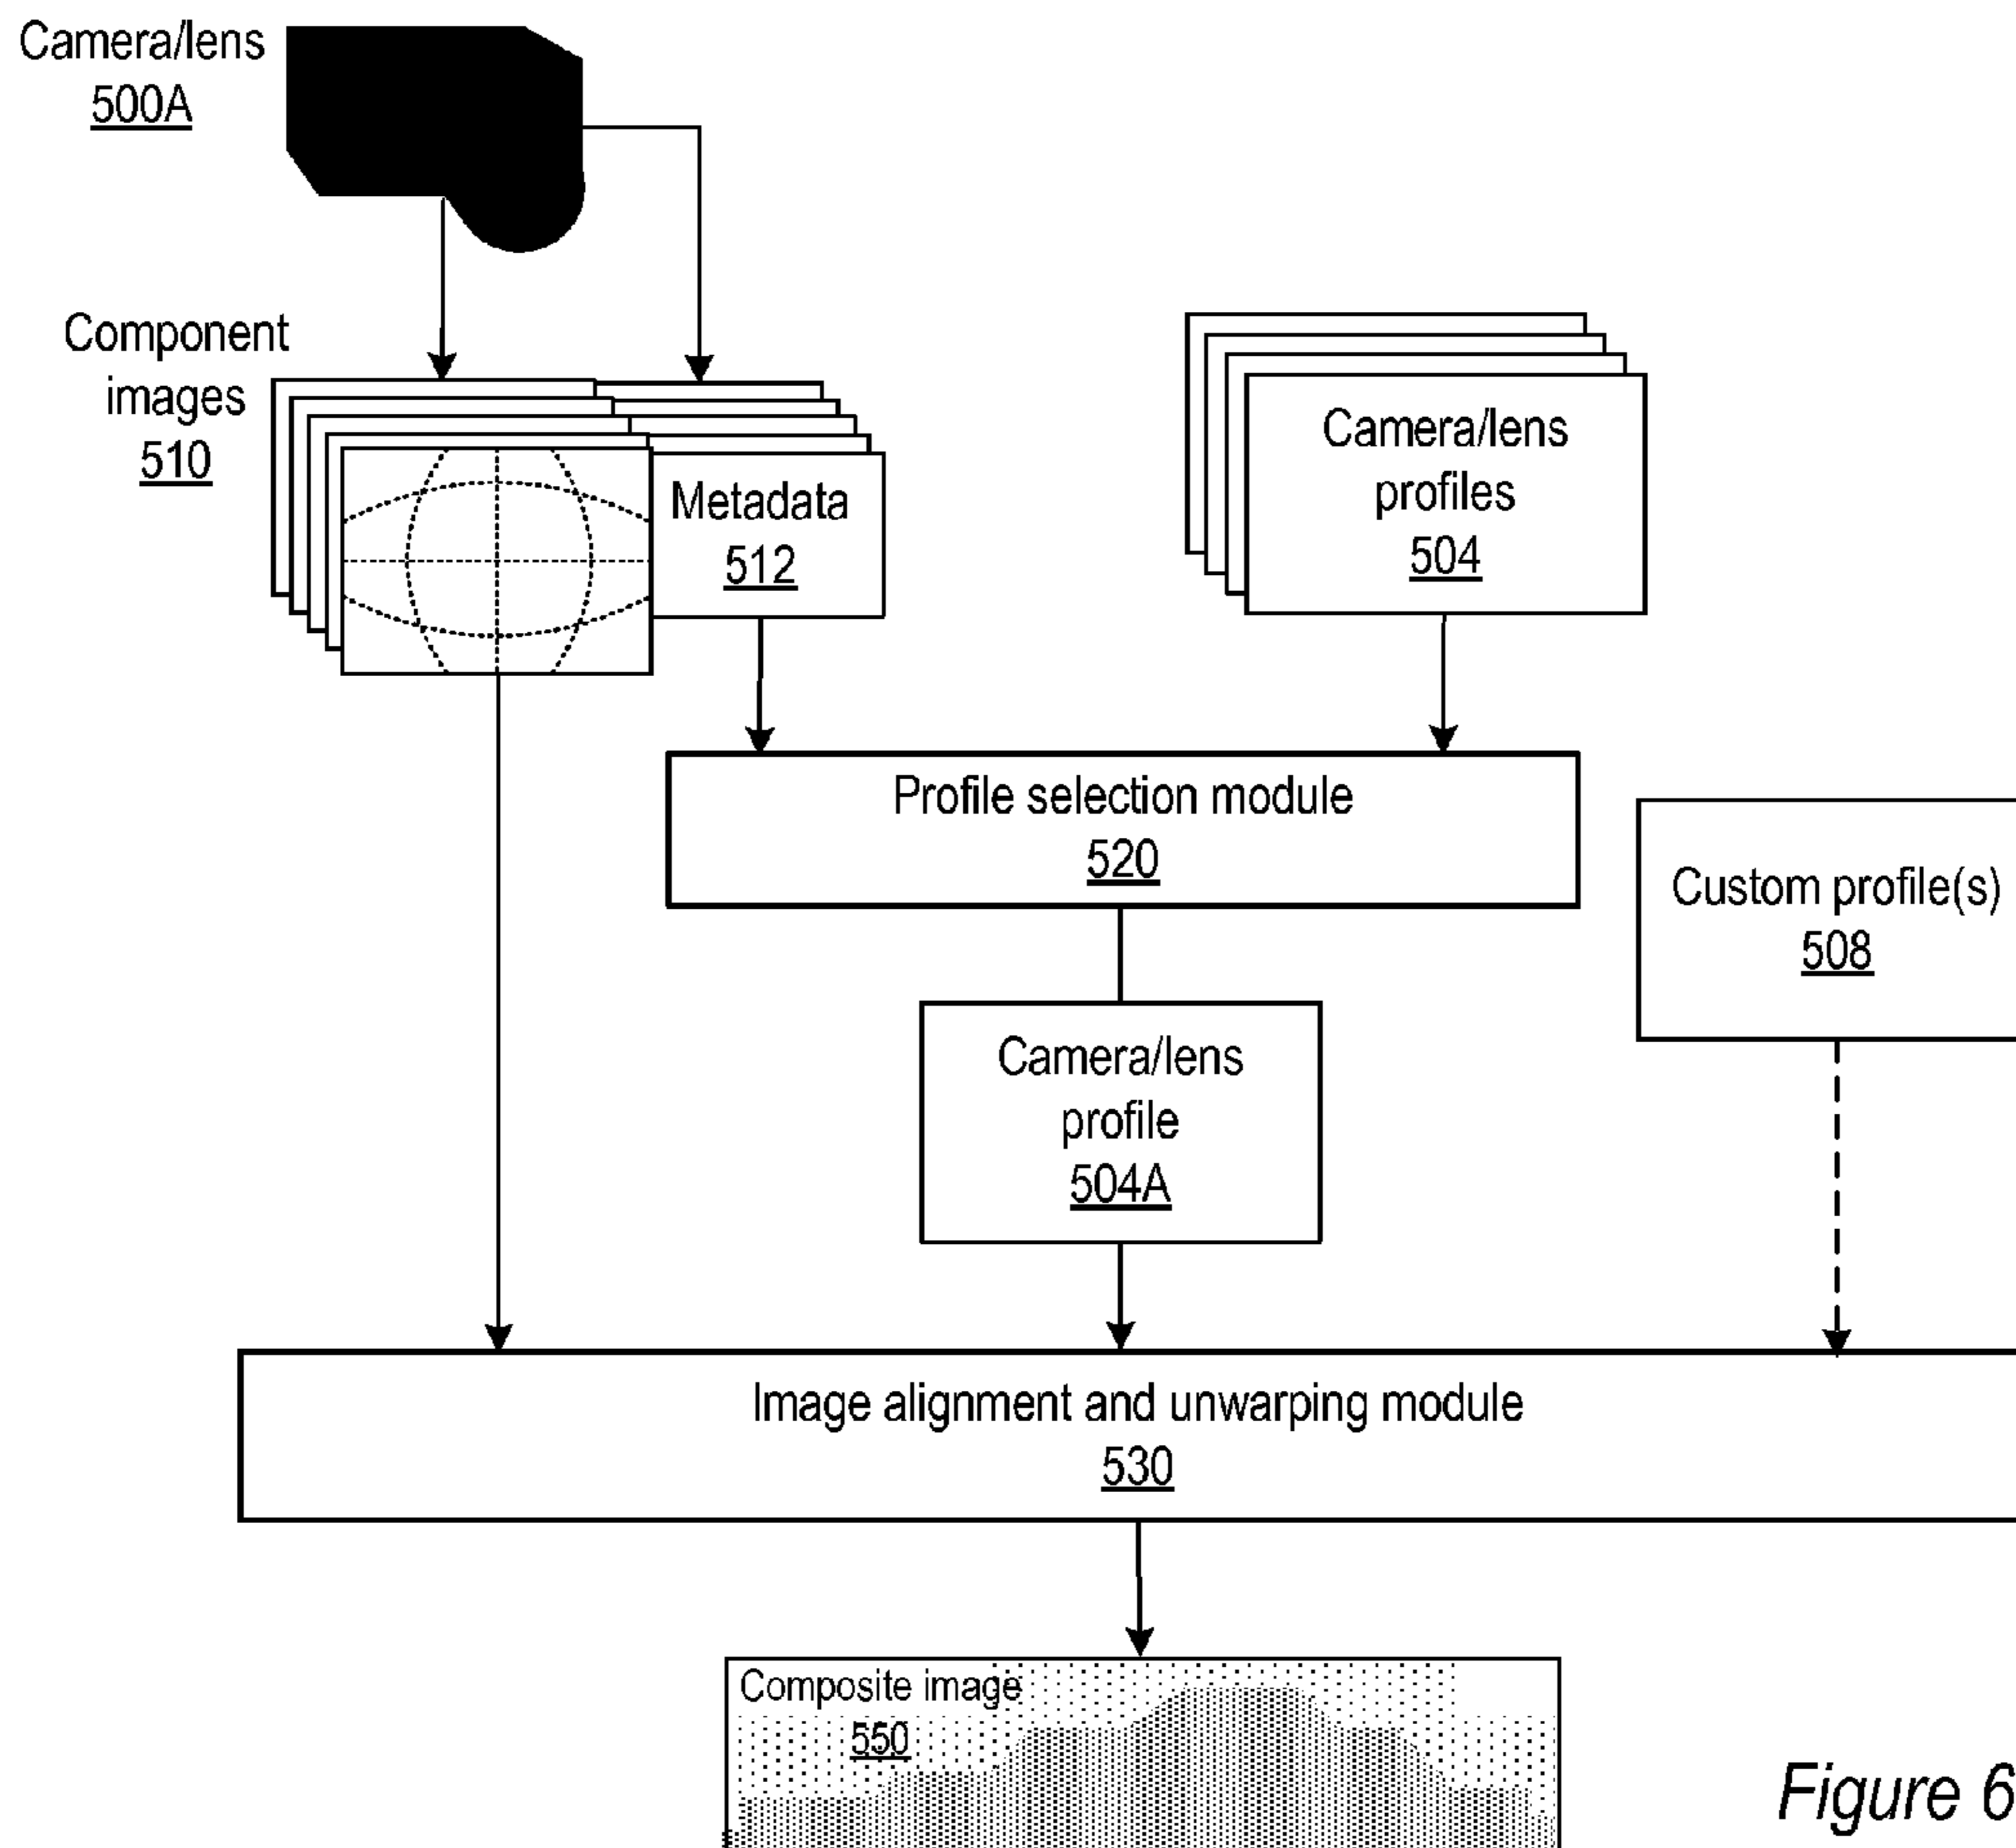 Camera/lens
500A
Component
images
510
Metadata
512
Camera/lens
profiles
504
Profile selection module
520
Custom profile(s)
508
Camera/lens
profile
504A
Image alignment and unwarping module
530
Composite image
550
Figure 6